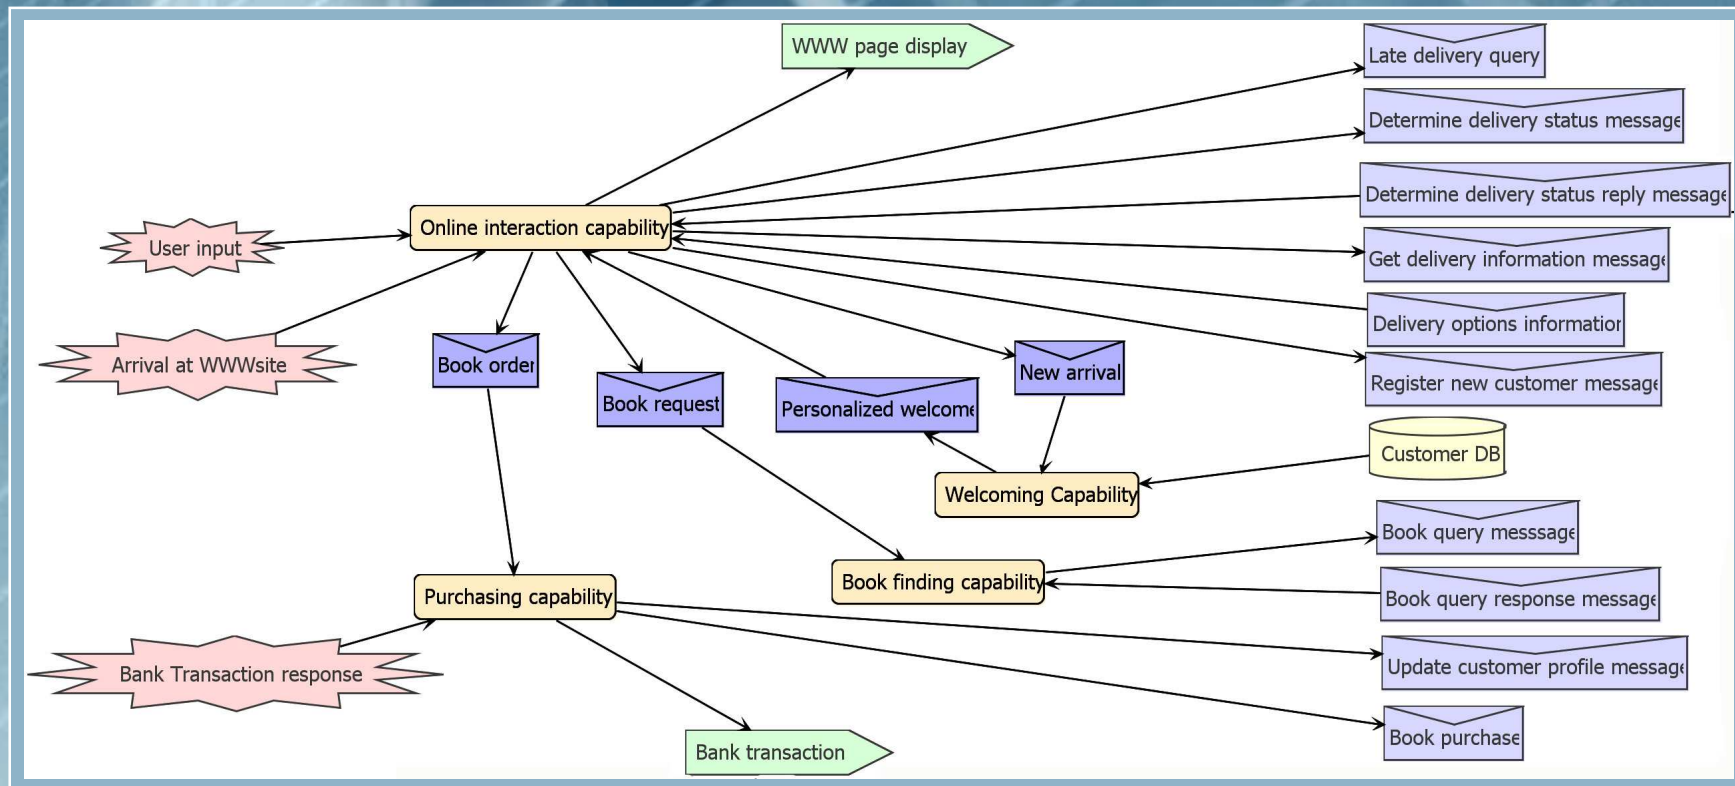 WWW page display
Late delivery query
Determine delivery status message
Determine delivery status reply message
Online interaction capability
User input
Get delivery information message
Delivery options information
Arrival at WWWsite
Book order
New arrival
Register new customer message
Book request
Personalized welcome
Customer DB
Welcoming Capability
Book query messsage
Book finding capability
Purchasing capability
Book query response message
Bank Transaction response
Update customer profile message
Book purchase
Bank transaction